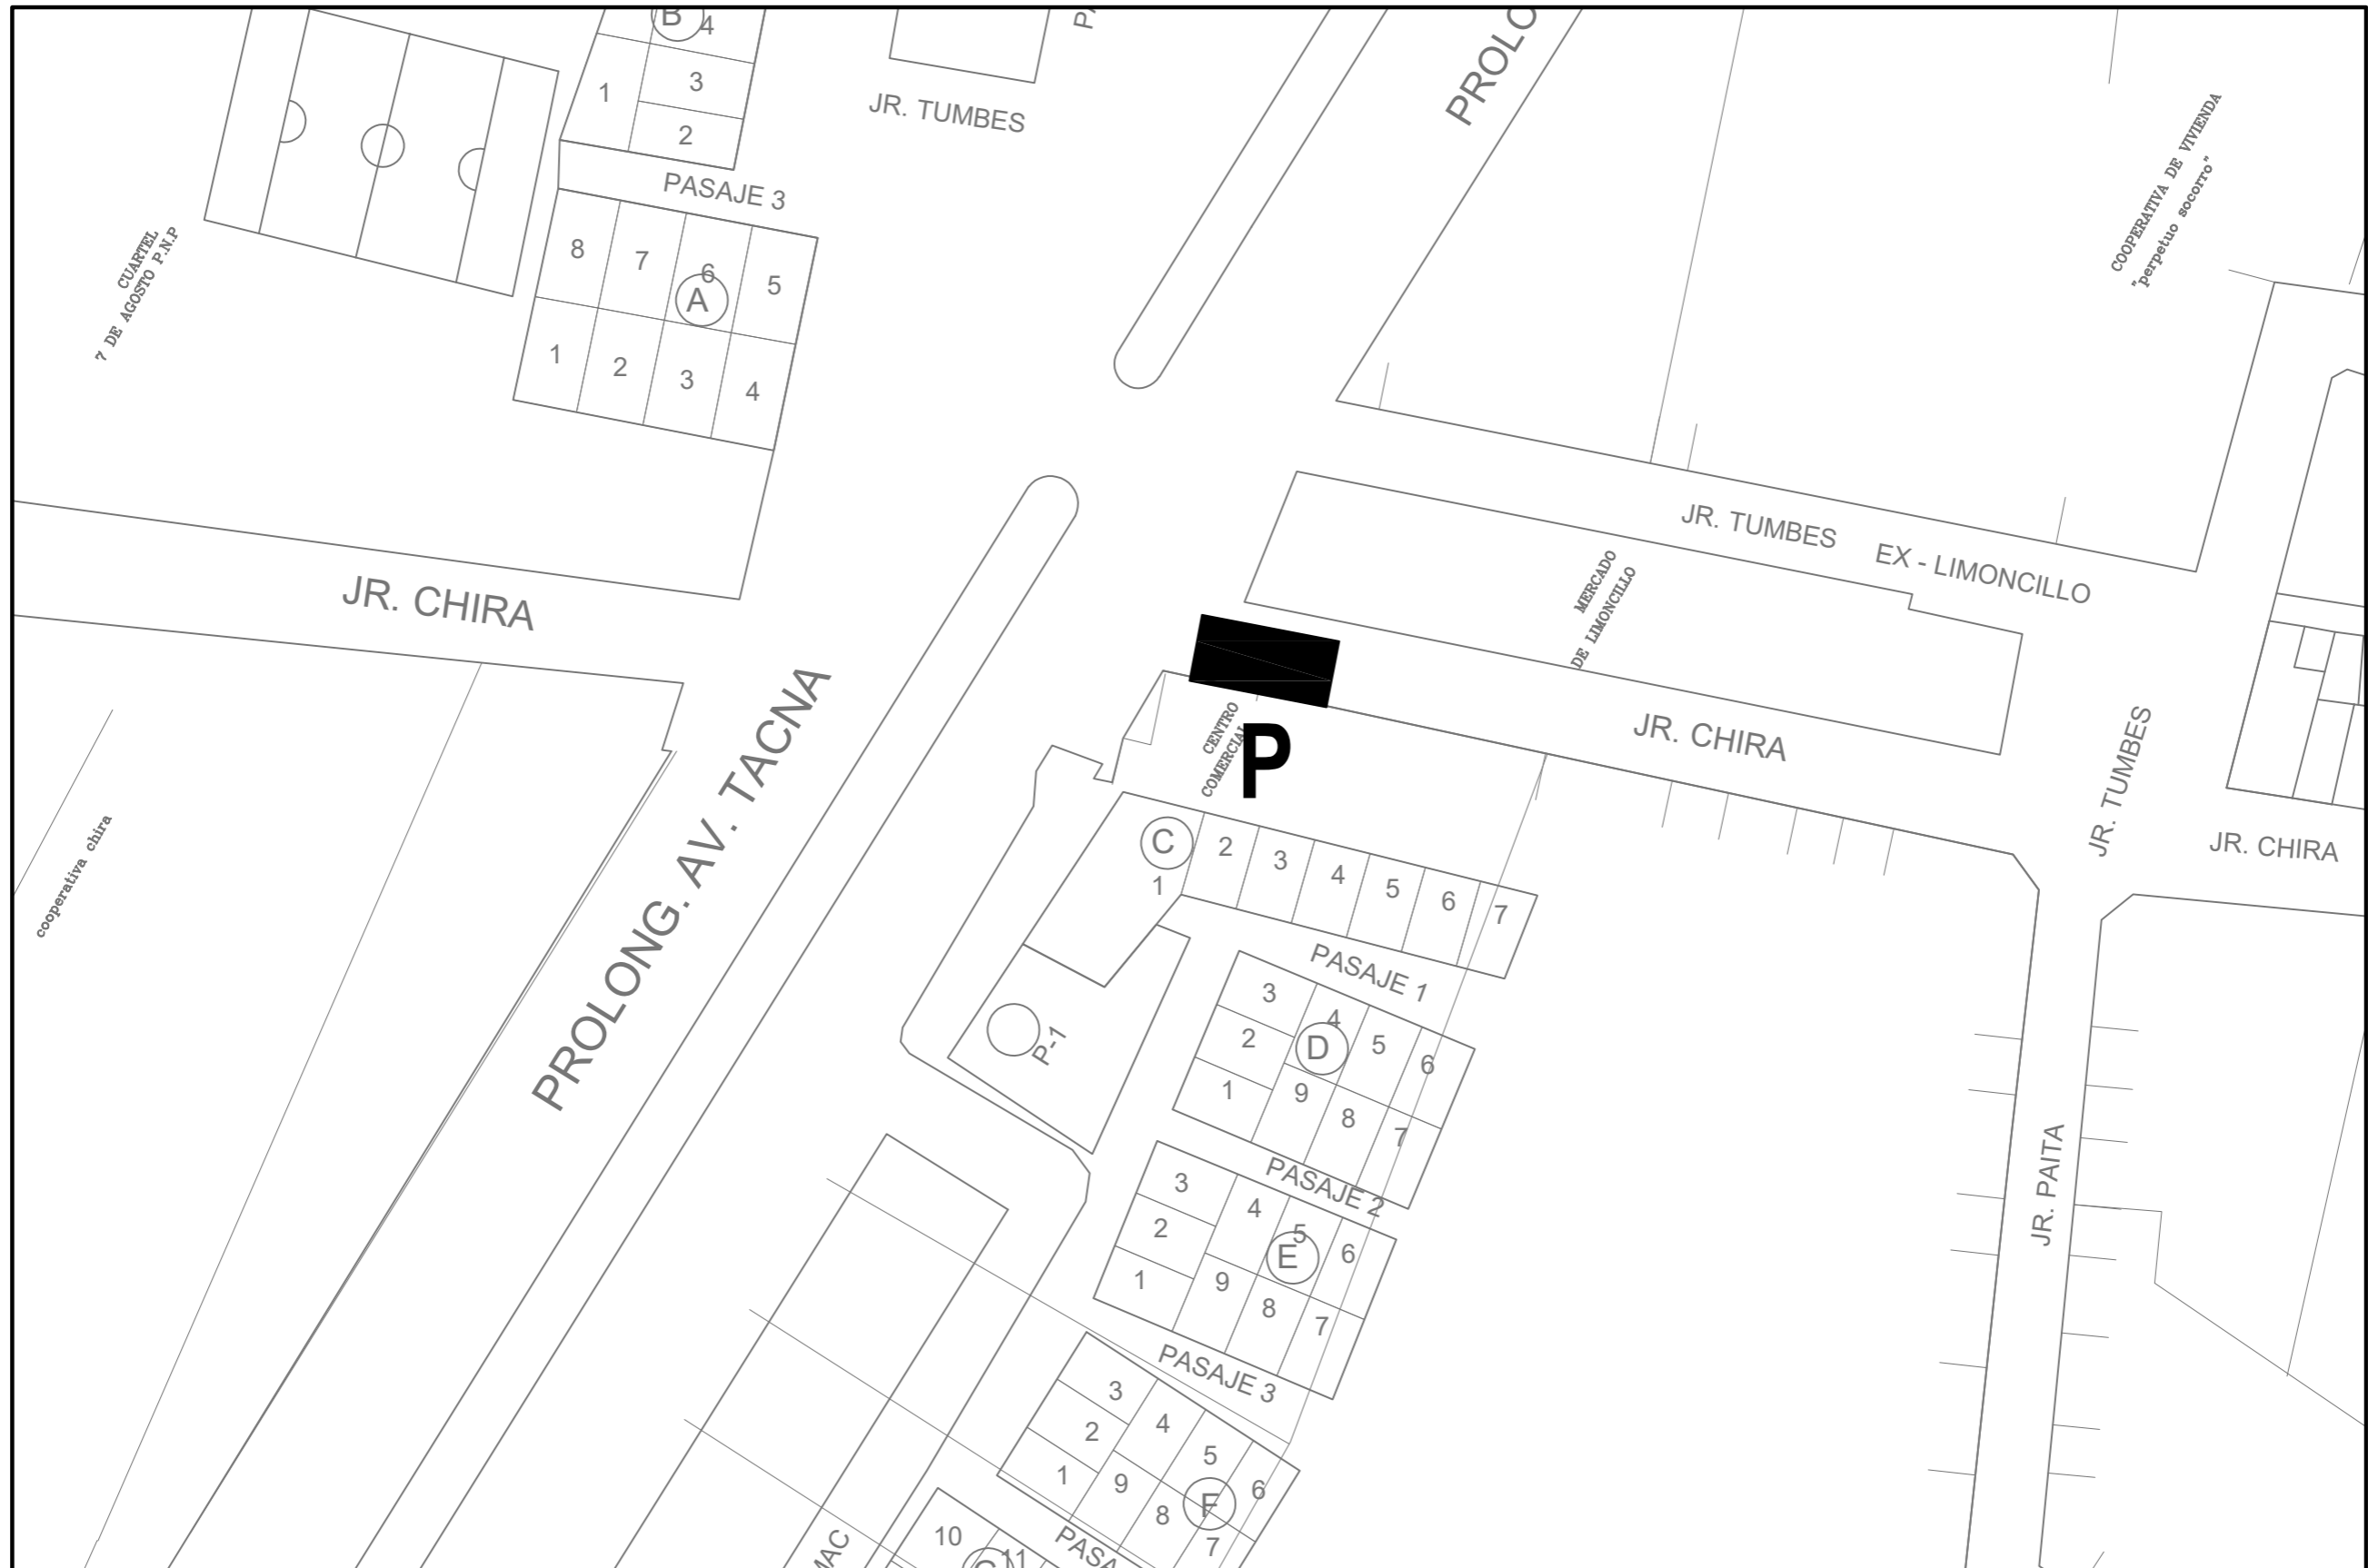 B
4
3
1
2
JR. TUMBES
PASAJE 3
8
7
6
5
A
1
2
3
4
CUARTEL
7 DE AGOSTO P.N.P
COOPERATIVA DE VIVIENDA
"perpetuo socorro"
JR. TUMBES
EX - LIMONCILLO
JR. CHIRA
MERCADO
DE LIMONCILLO
CENTRO
COMERCIAL
P
JR. CHIRA
JR. TUMBES
JR. CHIRA
PROLONG. AV. TACNA
cooperativa chira
C
1
2
3
4
5
6
7
PASAJE 1
P-1
3
4
2
D
5
6
1
9
8
7
PASAJE 2
JR. PAITA
3
4
2
5
E
6
1
9
8
7
PASAJE 3
3
4
2
5
1
9
6
8
F
7
10
11